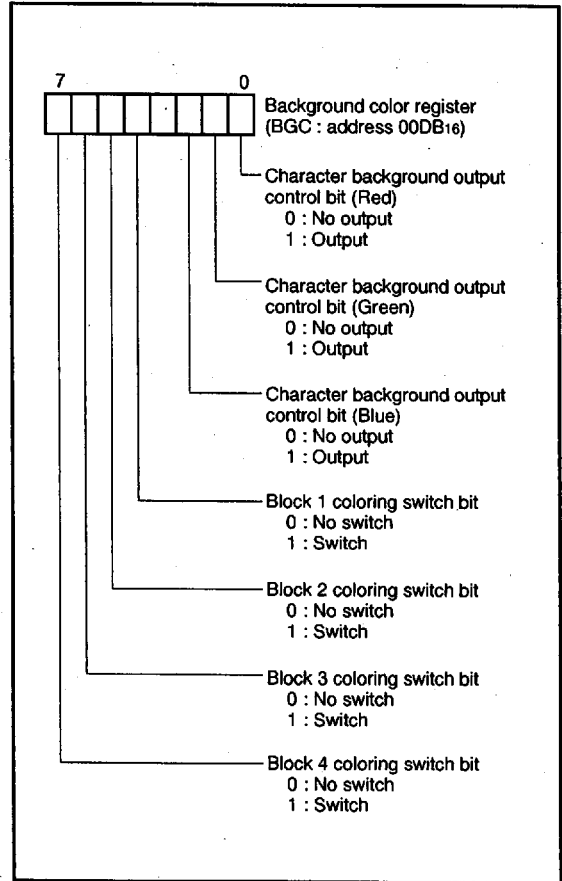 7 0
Background color register
(BGC : address 00DB16)
Character background output
control bit (Red)
0 : No output
1 : Output
Character background output
control bit (Green)
0 : No output
1 : Output
Character background output
control bit (Blue)
0 : No output
1 : Output
Block 1 coloring switch bit
0 : No switch
1 : Switch
Block 2 coloring switch bit
0 : No switch
1 : Switch
Block 3 coloring switch bit
0 : No switch
1 : Switch
Block 4 coloring switch bit
0 : No switch
1 : Switch